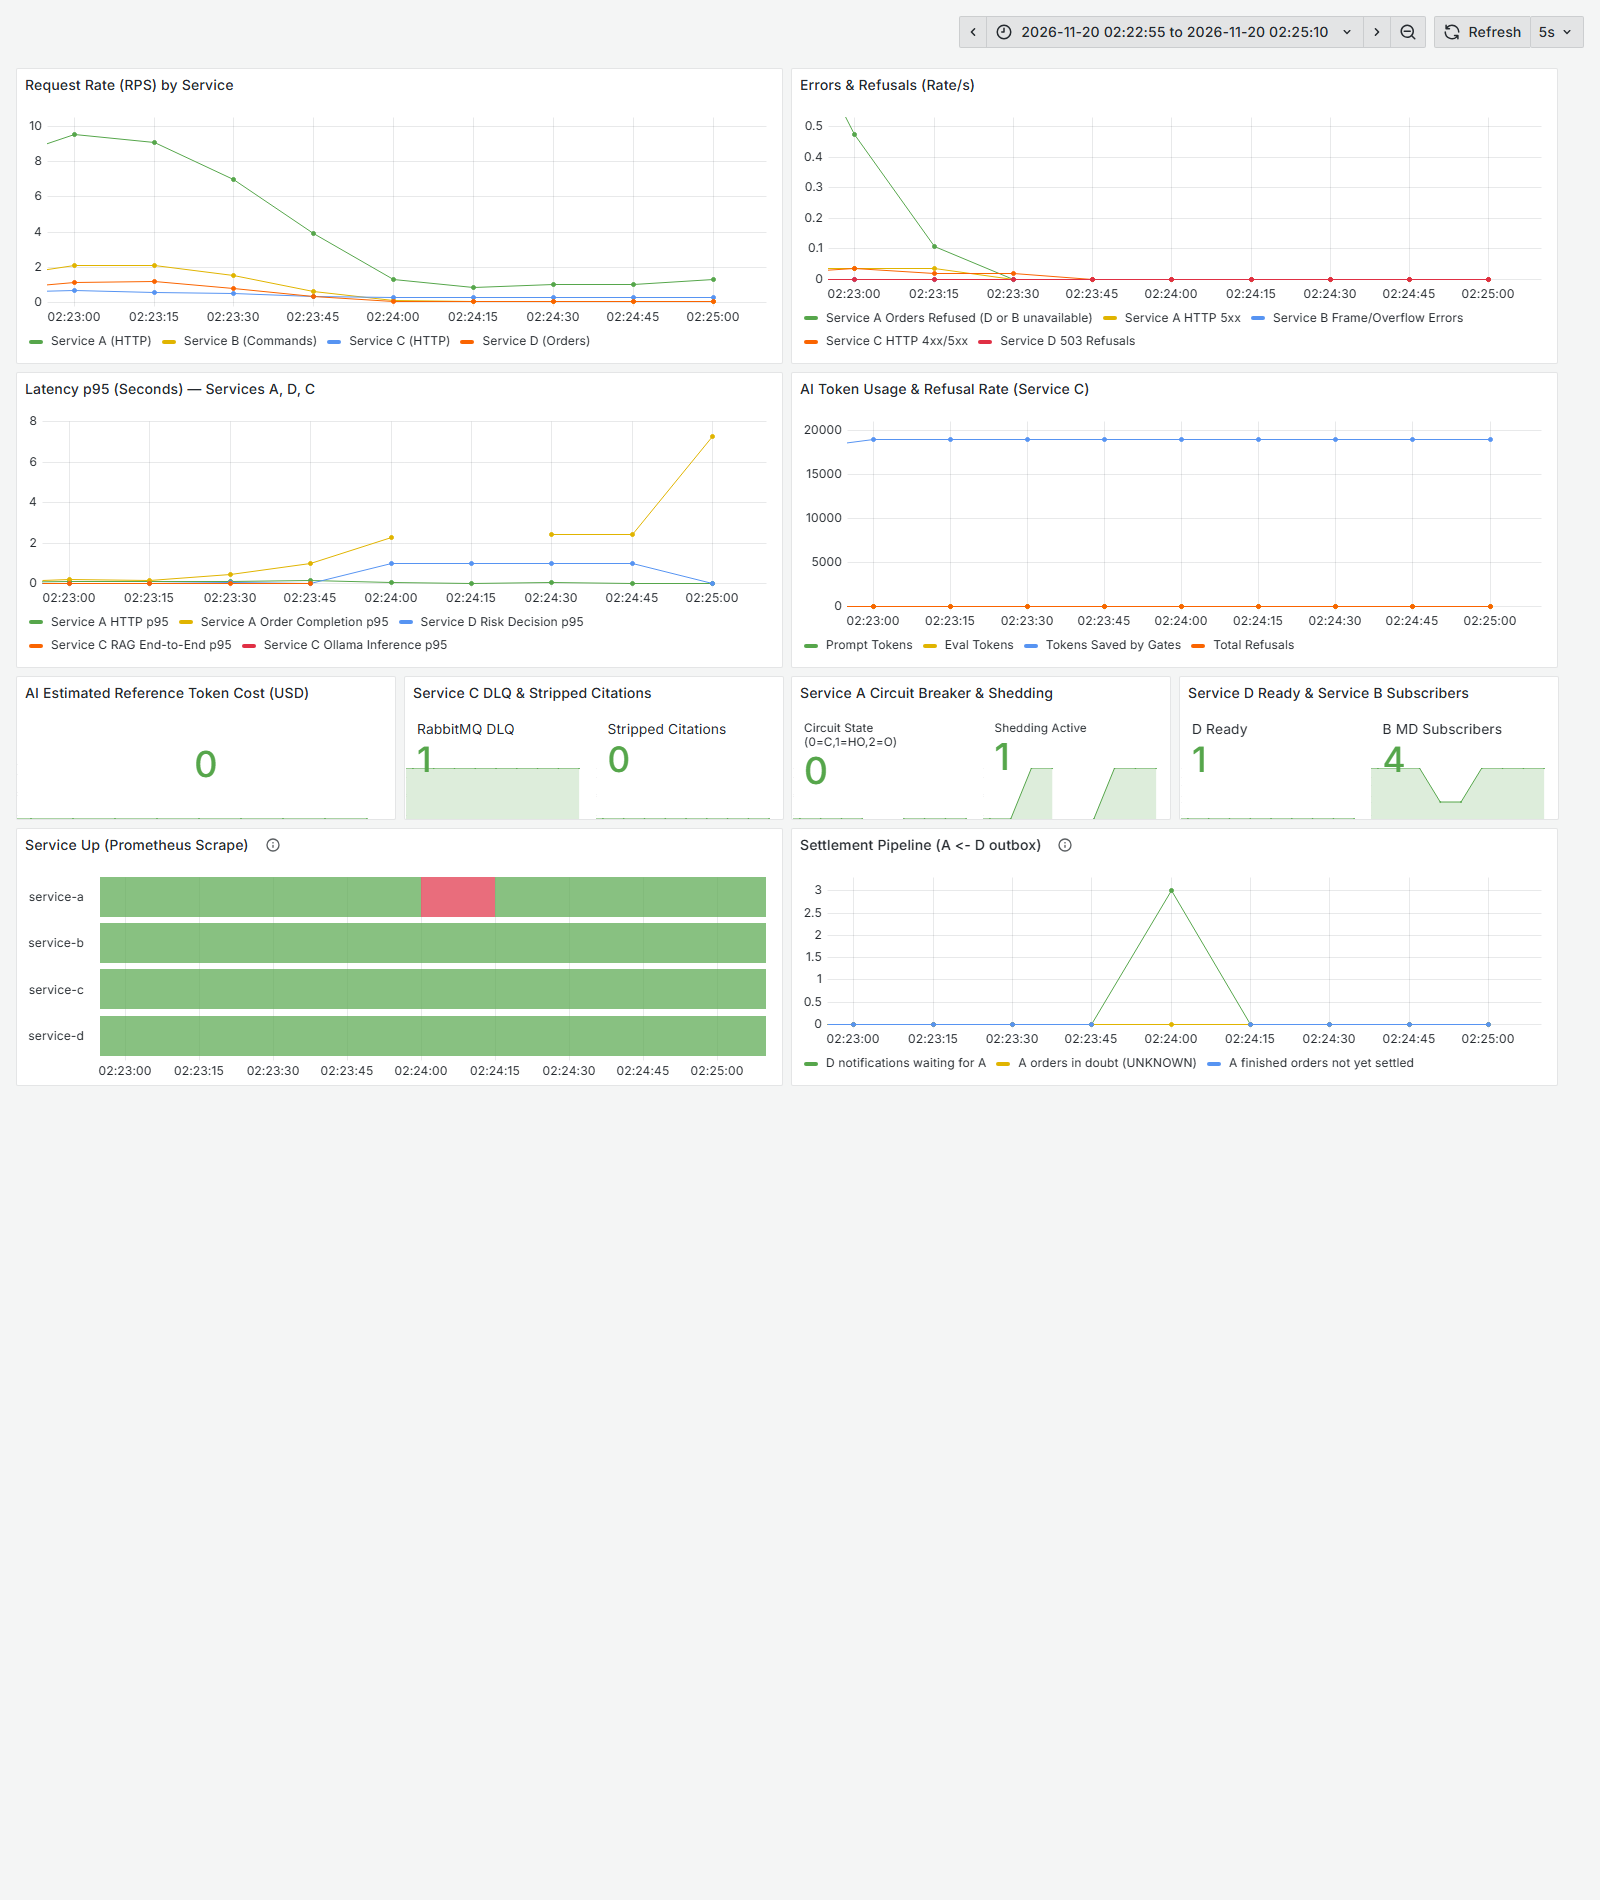 2026-11-20 02:22:55 to 2026-11-20 02:25:10
Refresh
5s
Request Rate (RPS) by Service
10
8
6
4
2
0
02:23:00 02:23:15 02:23:30 02:23:45 02:24:00 02:24:15 02:24:30 02:24:45 02:25:00
Service A (HTTP) Service B (Commands) Service C (HTTP) Service D (Orders)
Errors & Refusals (Rate/s)
0.5
0.4
0.3
0.2
0.1
0
02:23:00 02:23:15 02:23:30 02:23:45 02:24:00 02:24:15 02:24:30 02:24:45 02:25:00
Service A Orders Refused (D or B unavailable) Service A HTTP 5xx Service B Frame/Overflow Errors
Service C HTTP 4xx/5xx Service D 503 Refusals
Latency p95 (Seconds) — Services A, D, C
8
6
4
2
0
02:23:00 02:23:15 02:23:30 02:23:45 02:24:00 02:24:15 02:24:30 02:24:45 02:25:00
Service A HTTP p95 Service A Order Completion p95 Service D Risk Decision p95
Service C RAG End-to-End p95 Service C Ollama Inference p95
AI Token Usage & Refusal Rate (Service C)
20000
15000
10000
5000
0
02:23:00 02:23:15 02:23:30 02:23:45 02:24:00 02:24:15 02:24:30 02:24:45 02:25:00
Prompt Tokens Eval Tokens Tokens Saved by Gates Total Refusals
AI Estimated Reference Token Cost (USD)
0
Service C DLQ & Stripped Citations
RabbitMQ DLQ
1
Stripped Citations
0
Service A Circuit Breaker & Shedding
Circuit State
(0=C,1=HO,2=O)
0
Shedding Active
1
Service D Ready & Service B Subscribers
D Ready
1
B MD Subscribers
4
Service Up (Prometheus Scrape)
service-a
service-b
service-c
service-d
02:23:00 02:23:15 02:23:30 02:23:45 02:24:00 02:24:15 02:24:30 02:24:45 02:25:00
Settlement Pipeline (A <- D outbox)
3
2.5
2
1.5
1
0.5
0
02:23:00 02:23:15 02:23:30 02:23:45 02:24:00 02:24:15 02:24:30 02:24:45 02:25:00
D notifications waiting for A A orders in doubt (UNKNOWN) A finished orders not yet settled